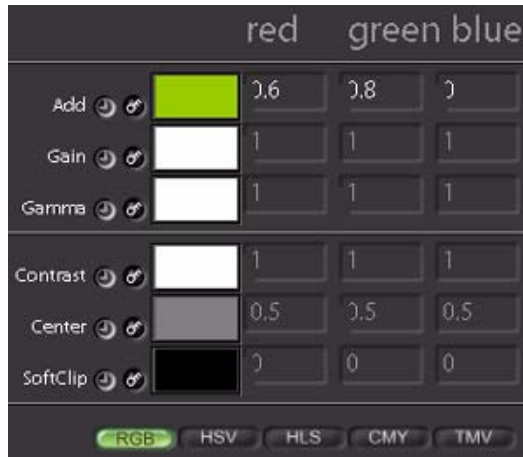 red green blue
Add 0.6 0.8 0
Gain 1 1 1
Gamma 1 1 1
Contrast 1 1 1
Center 0.5 0.5 0.5
SoftClip 0 0 0
RGB HSV HLS CMY TMV